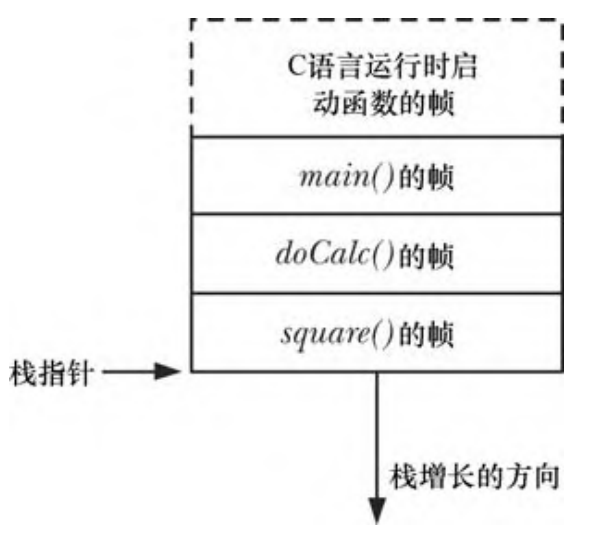 C语言运行时启
动函数的帧
main()的帧
doCalc()的帧
square()的帧
栈指针
栈增长的方向